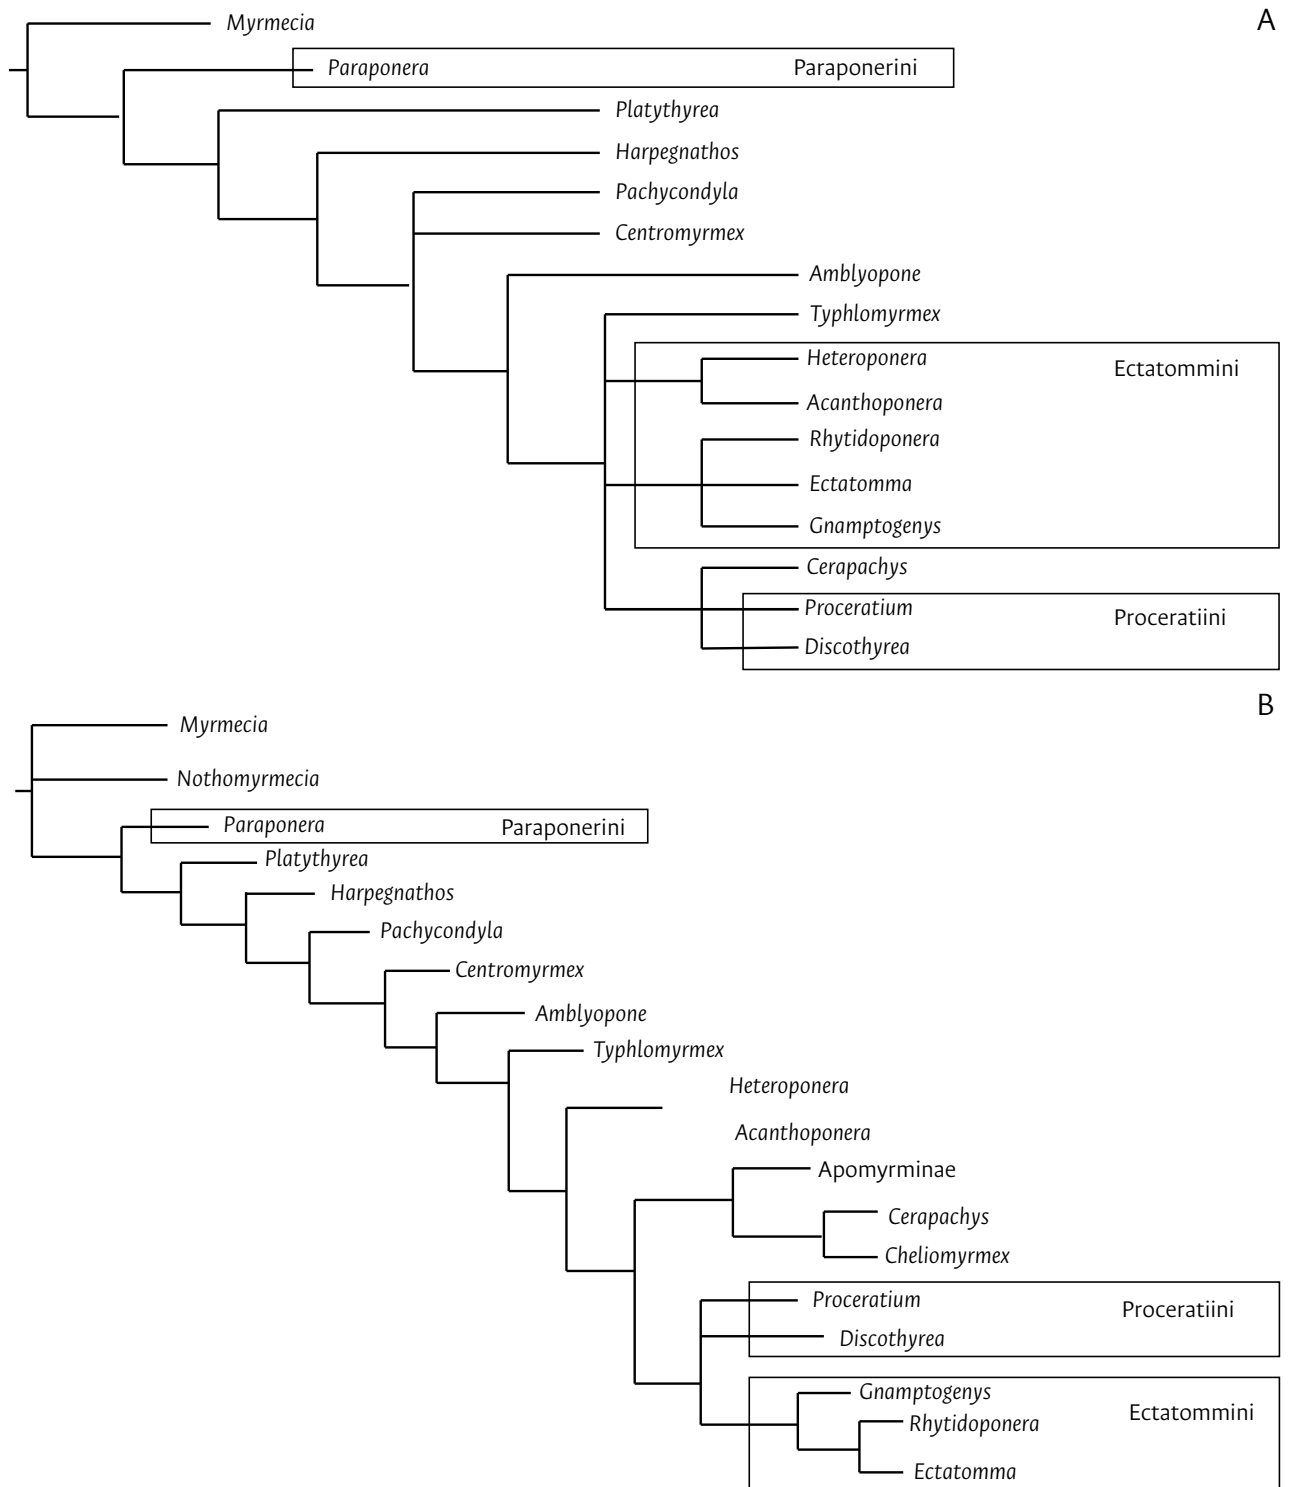 A
Myrmecia
Paraponera Paraponerini
Platythyrea
Harpegnathos
Pachycondyla
Centromyrmex
Amblyopone
Typhlomyrmex
Heteroponera Ectatommini
Acanthoponera
Rhytidoponera
Ectatomma
Gnamptogenys
Cerapachys
Proceratium Proceratiini
Discothyrea
B
Myrmecia
Nothomyrmecia
Paraponera Paraponerini
Platythyrea
Harpegnathos
Pachycondyla
Centromyrmex
Amblyopone
Typhlomyrmex
Heteroponera
Acanthoponera
Apomyrminae
Cerapachys
Cheliomyrmex
Proceratium Proceratiini
Discothyrea
Gnamptogenys
Ectatommini
Rhytidoponera
Ectatomma